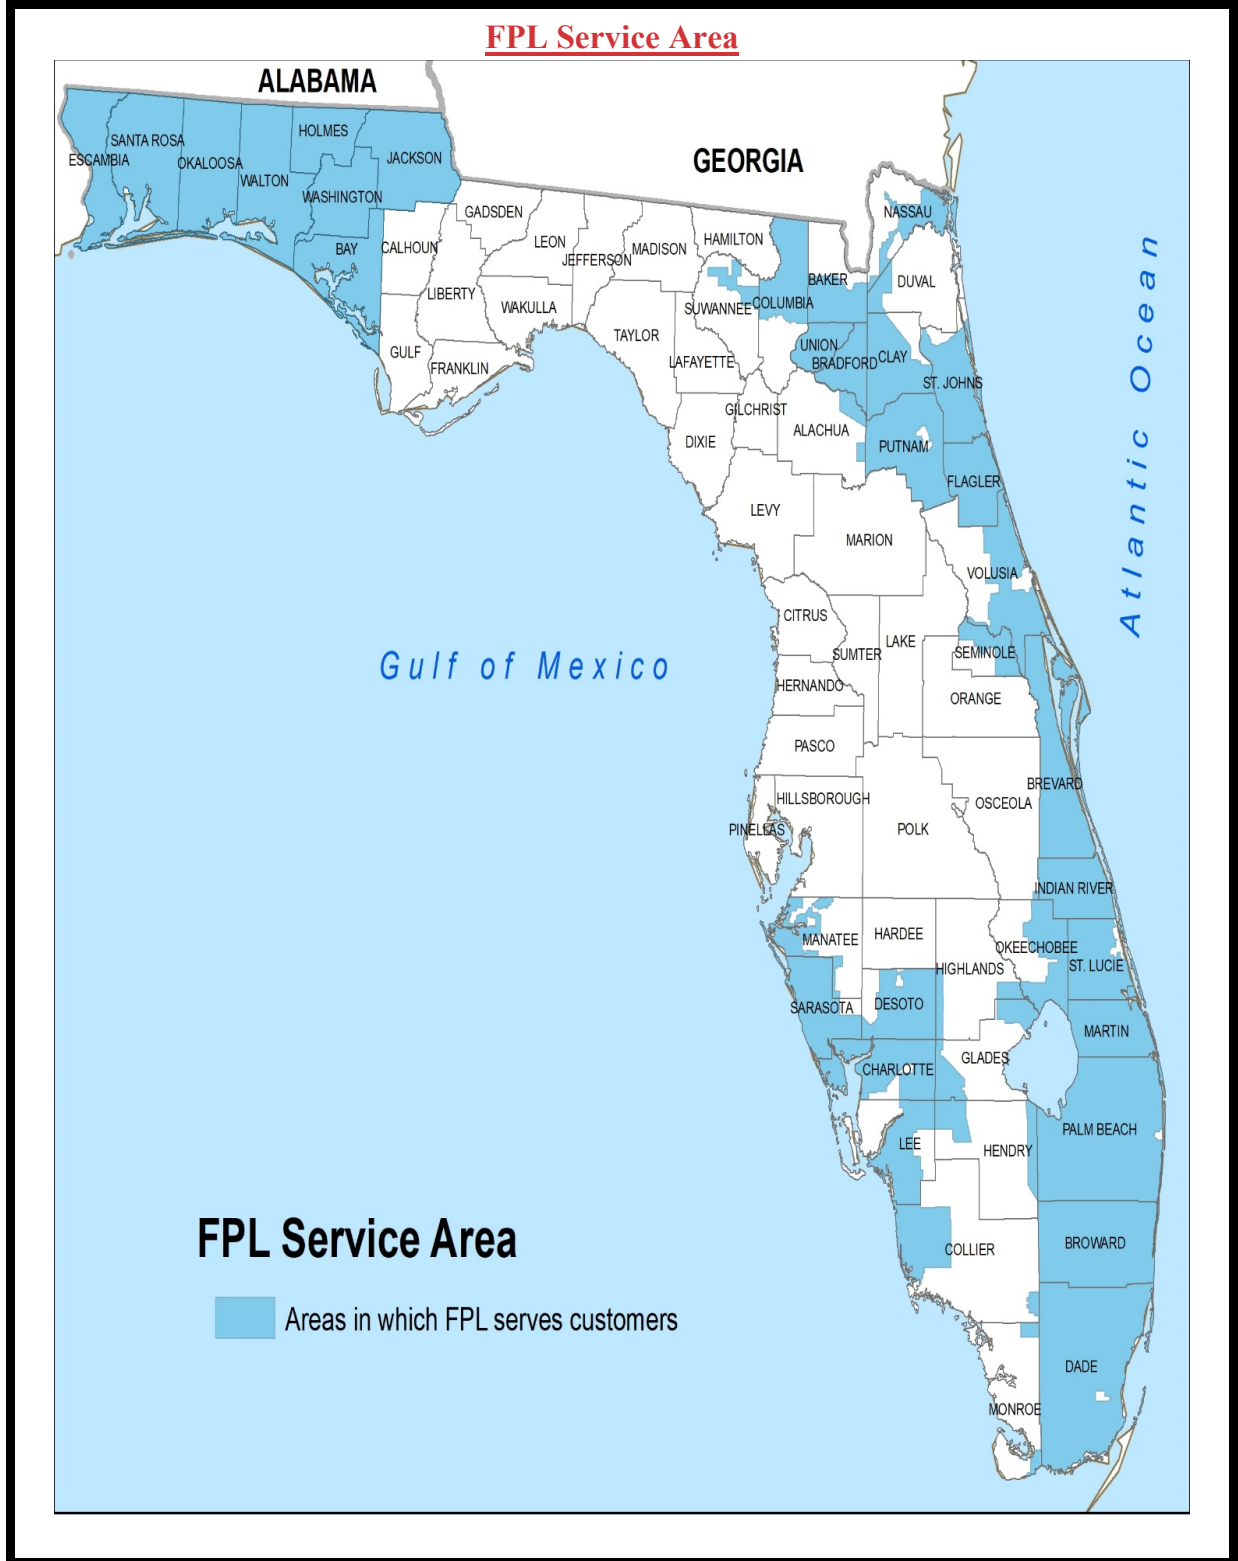 FPL Service Area
ALABAMA
GEORGIA
HOLMES
SANTA ROSA
JACKSON
ESCAMBIA
OKALOOSA
WALTON
WASHINGTON
NASSAU
GADSDEN
LEON
HAMILTON
BAY
CALHOUN
MADISON
JEFFERSON
BAKER
DUVAL
LIBERTY
COLUMBIA
WAKULLA
SUWANNEE
TAYLOR
UNION
GULF
CLAY
LAFAYETTE
BRADFORD
FRANKLIN
ST. JOHNS
GILCHRIST
ALACHUA
DIXIE
PUTNAM
Atlantic Ocean
FLAGLER
LEVY
MARION
VOLUSIA
CITRUS
LAKE
SUMTER
SEMINOLE
Gulf of Mexico
HERNANDO
ORANGE
PASCO
BREVARD
HILLSBOROUGH
OSCEOLA
PINELLAS
POLK
INDIAN RIVER
HARDEE
MANATEE
OKEECHOBEE
HIGHLANDS
ST. LUCIE
DESOTO
SARASOTA
MARTIN
GLADES
CHARLOTTE
PALM BEACH
LEE
HENDRY
FPL Service Area
BROWARD
COLLIER
Areas in which FPL serves customers
DADE
MONROE